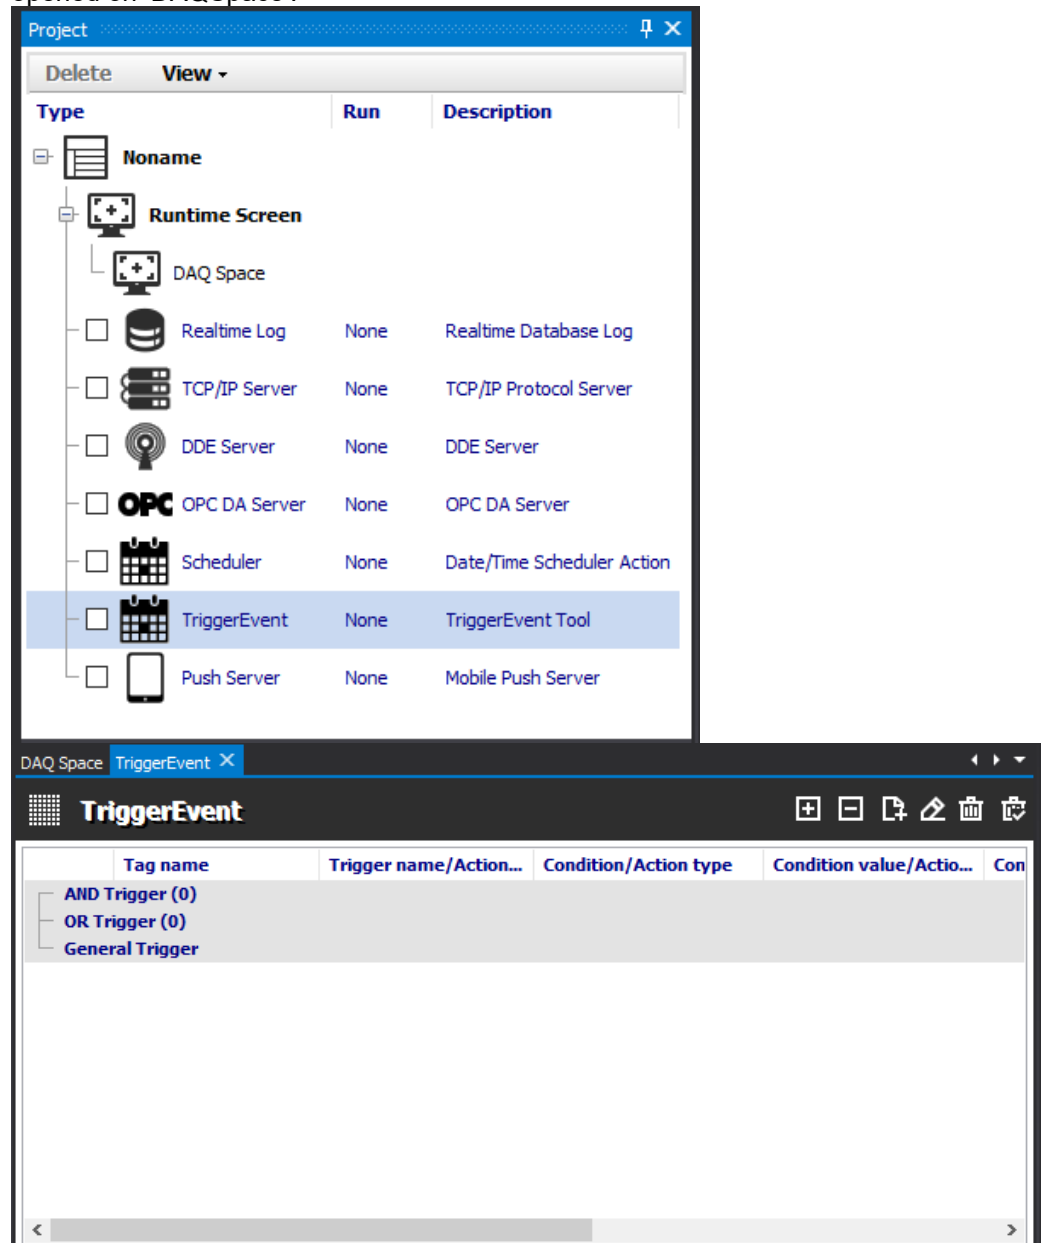 Project
Delete View
Type Run Description
Noname
Runtime Screen
DAQ Space
Realtime Log None Realtime Database Log
TCP/IP Server None TCP/IP Protocol Server
DDE Server None DDE Server
OPC OPC DA Server None OPC DA Server
Scheduler None Date/Time Scheduler Action
TriggerEvent None TriggerEvent Tool
Push Server None Mobile Push Server
DAQ Space TriggerEvent
TriggerEvent
Tag name Trigger name/Action... Condition/Action type Condition value/Actio... Con
AND Trigger (0)
OR Trigger (0)
General Trigger